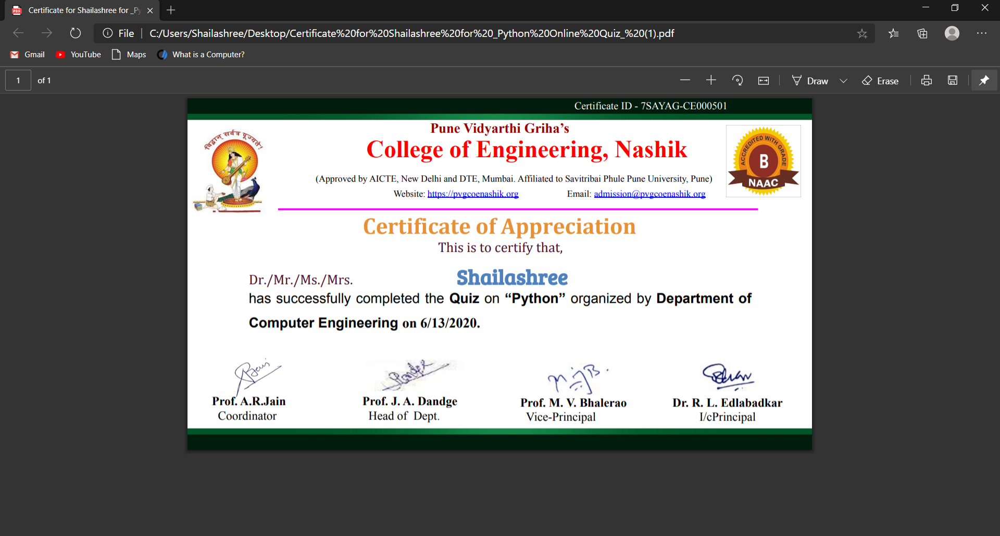 Certificate for Shailashree for _Py
File
C:/Users/Shailashree/Desktop/Certificate%20for%20Shailashree%20for%20_Python%20Online%20Quiz_%20(1).pdf
Gmail YouTube Maps What is a Computer?
1 of 1 Draw Erase
Certificate ID - 7SAYAG-CE000501
विद्वान् सर्वत्र पूज्यते!
Pune Vidyarthi Griha’s
College of Engineering, Nashik
ACCREDITED WITH GRADE
B
NAAC
(Approved by AICTE, New Delhi and DTE, Mumbai. Affiliated to Savitribai Phule Pune University, Pune)
Website: https://pvgcoenashik.org Email: admission@pvgcoenashik.org
Certificate of Appreciation
This is to certify that,
Dr./Mr./Ms./Mrs. Shailashree
has successfully completed the Quiz on “Python” organized by Department of
Computer Engineering on 6/13/2020.
Prof. A.R.Jain Prof. J. A. Dandge Prof. M. V. Bhalerao Dr. R. L. Edlabadkar
Coordinator Head of Dept. Vice-Principal I/cPrincipal